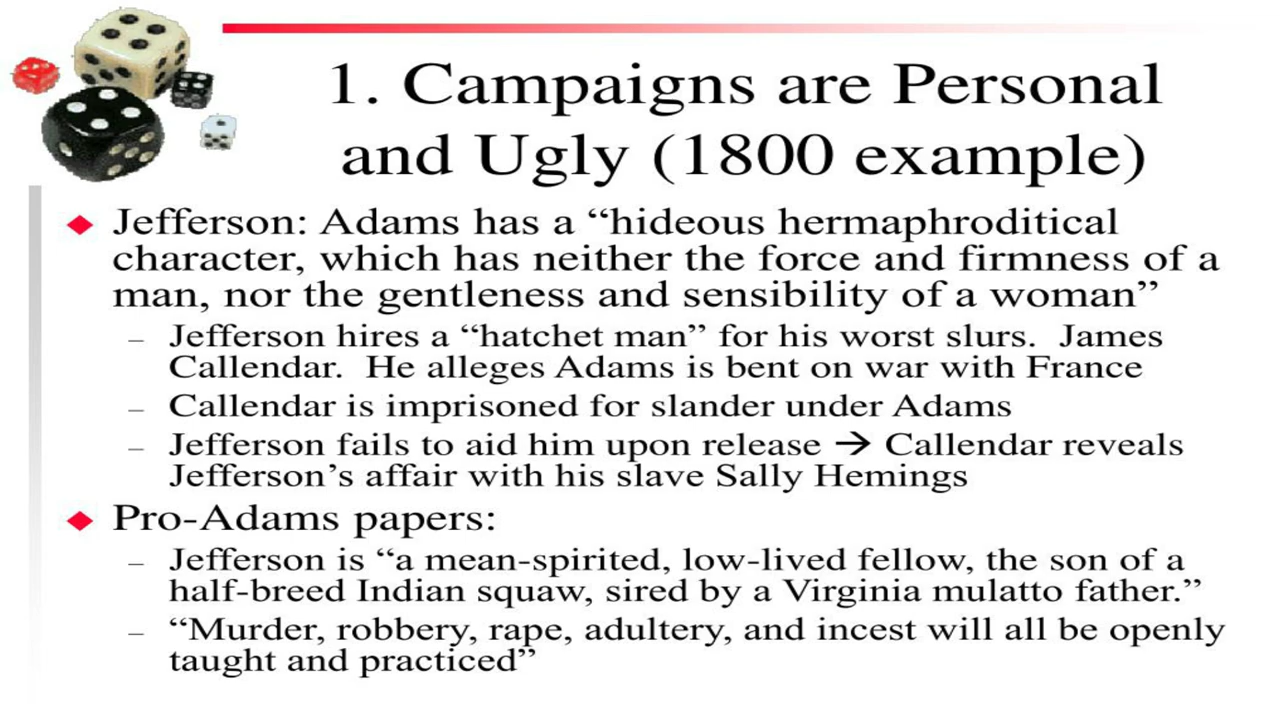 1. Campaigns are Personal
and Ugly (1800 example)
Jefferson: Adams has a “hideous hermaphroditical
character, which has neither the force and firmness of a
man, nor the gentleness and sensibility of a woman”
– Jefferson hires a “hatchet man” for his worst slurs.  James
Callendar.  He alleges Adams is bent on war with France
– Callendar is imprisoned for slander under Adams
– Jefferson fails to aid him upon release → Callendar reveals
Jefferson’s affair with his slave Sally Hemings
Pro-Adams papers:
– Jefferson is “a mean-spirited, low-lived fellow, the son of a
half-breed Indian squaw, sired by a Virginia mulatto father.”
– “Murder, robbery, rape, adultery, and incest will all be openly
taught and practiced”